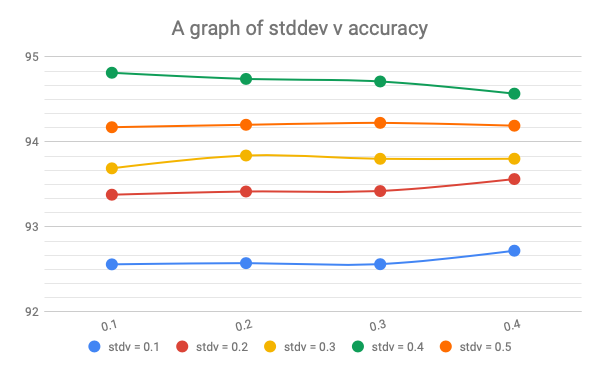 A graph of stddev v accuracy
95
94
93
92
0.1 0.2 0.3 0.4
stdv = 0.1 stdv = 0.2 stdv = 0.3 stdv = 0.4 stdv = 0.5